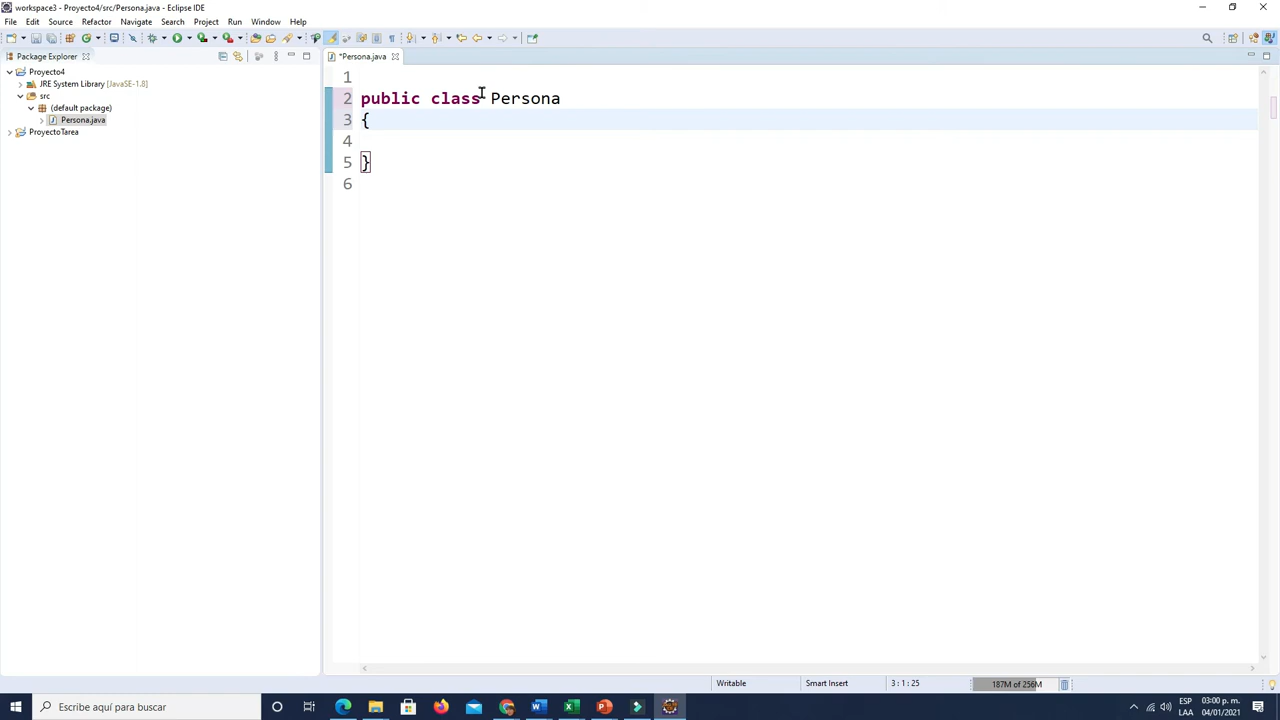 workspace3 - Proyecto4/src/Persona.java - Eclipse IDE
File Edit Source Refactor Navigate Search Project Run Window Help
Package Explorer
*Persona.java
Proyecto4
JRE System Library [JavaSE-1.8]
src
(default package)
Persona.java
ProyectoTarea
1
2 public class Persona
3 {
4
5 }
6
Writable Smart Insert 3 : 1 : 25 187M of 256M
Escribe aquí para buscar
ESP 03:00 p. m.
LAA 04/01/2021